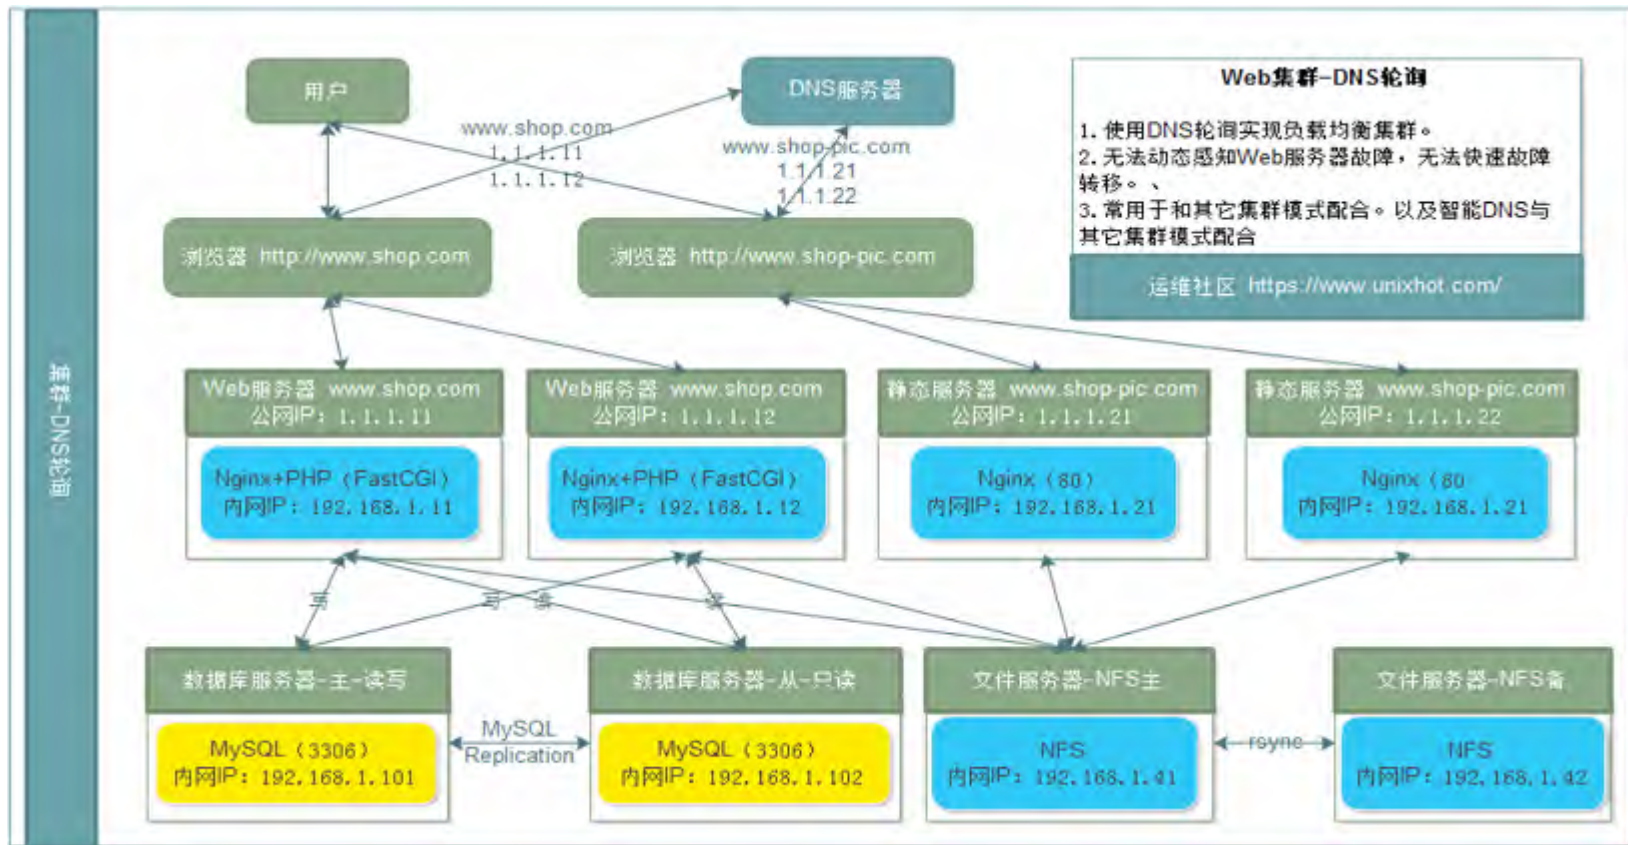 集群-DNS轮询
用户
DNS服务器
www.shop.com
1.1.1.11
1.1.1.12
www.shop-pic.com
1.1.1.21
1.1.1.22
Web集群-DNS轮询
1. 使用DNS轮询实现负载均衡集群。
2. 无法动态感知Web服务器故障，无法快速故障
转移。、
3. 常用于和其它集群模式配合。以及智能DNS与
其它集群模式配合
运维社区 https://www.unixhot.com/
浏览器 http://www.shop.com
浏览器 http://www.shop-pic.com
Web服务器 www.shop.com
公网IP：1.1.1.11
Nginx+PHP（FastCGI）
内网IP：192.168.1.11
Web服务器 www.shop.com
公网IP：1.1.1.12
Nginx+PHP（FastCGI）
内网IP：192.168.1.12
静态服务器 www.shop-pic.com
公网IP：1.1.1.21
Nginx（80）
内网IP：192.168.1.21
静态服务器 www.shop-pic.com
公网IP：1.1.1.22
Nginx（80
内网IP：192.168.1.21
写
写
读
读
数据库服务器-主-读写
MySQL（3306）
内网IP：192.168.1.101
MySQL
Replication
数据库服务器-从-只读
MySQL（3306）
内网IP：192.168.1.102
文件服务器-NFS主
NFS
内网IP：192.168.1.41
rsync
文件服务器-NFS备
NFS
内网IP：192.168.1.42